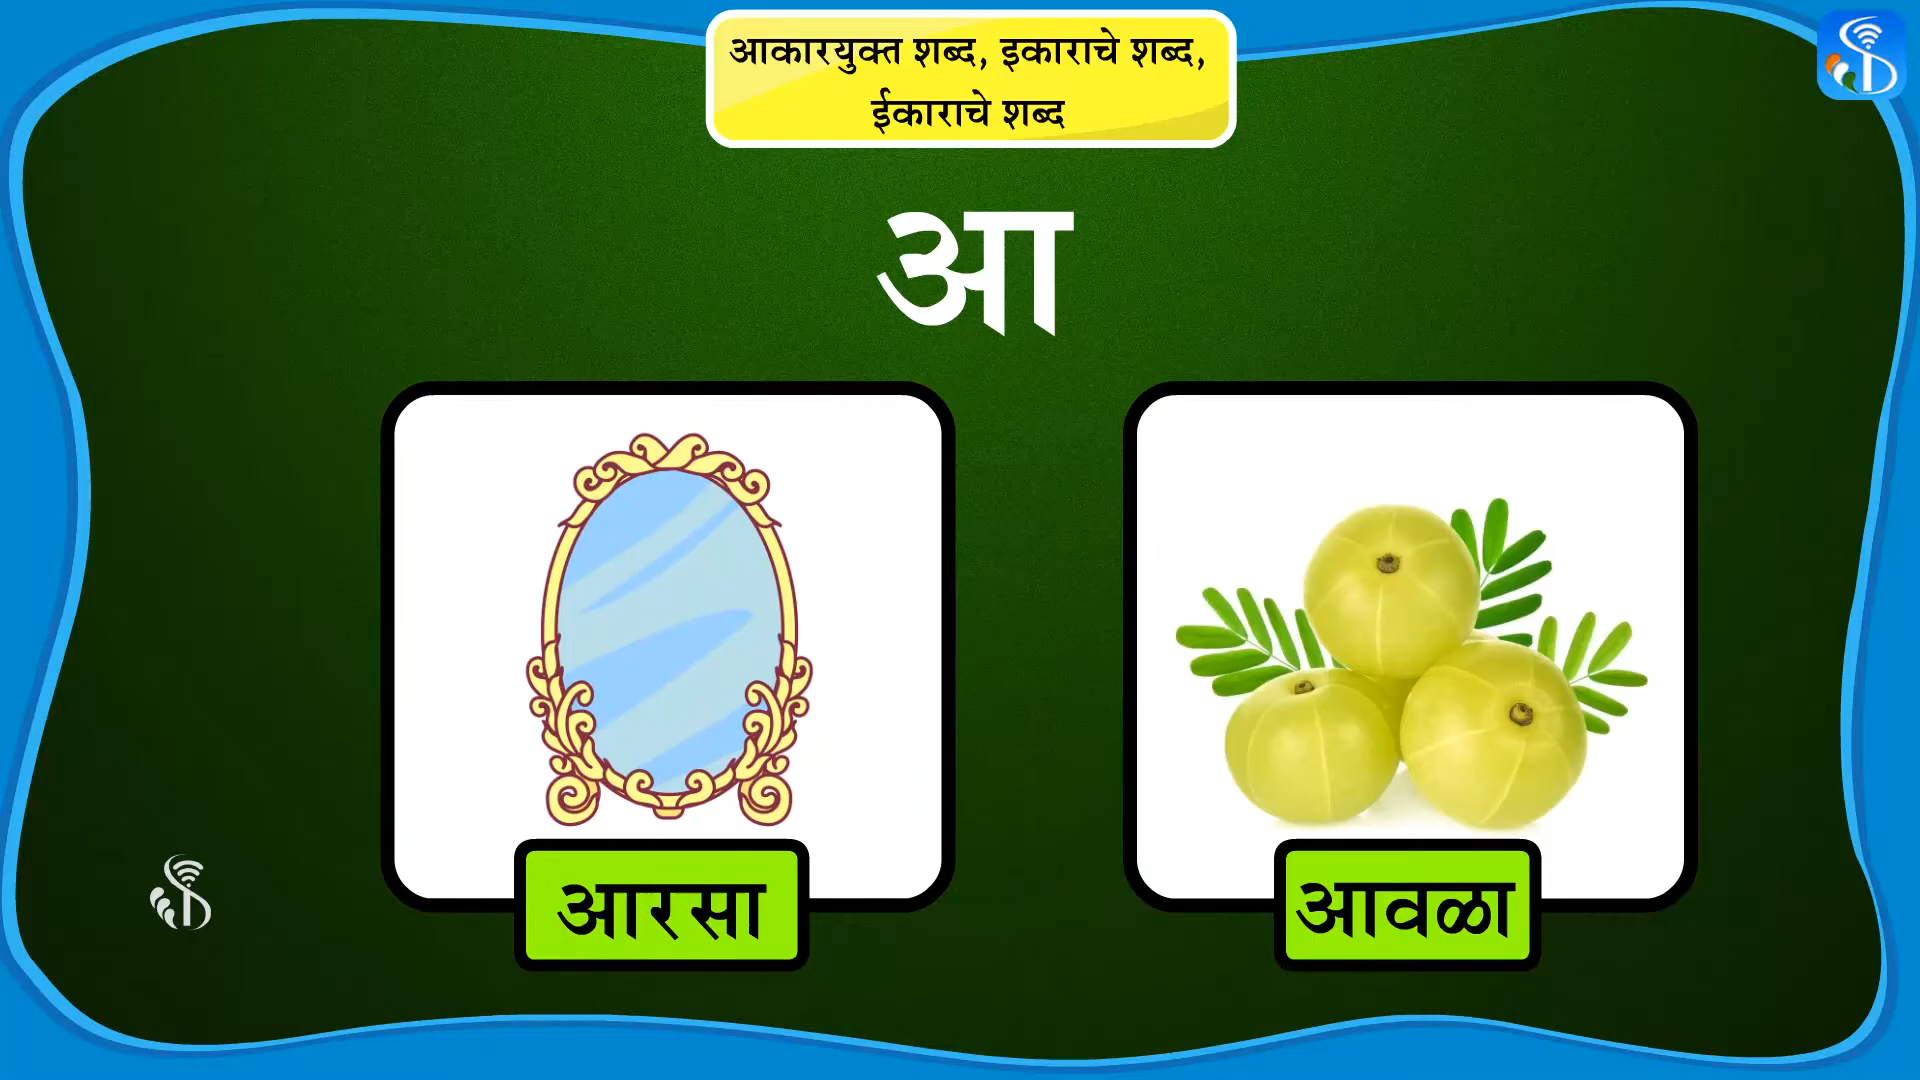 आकारयुक्त शब्द, इकाराचे शब्द,
ईकाराचे शब्द
आ
आरसा
आवळा